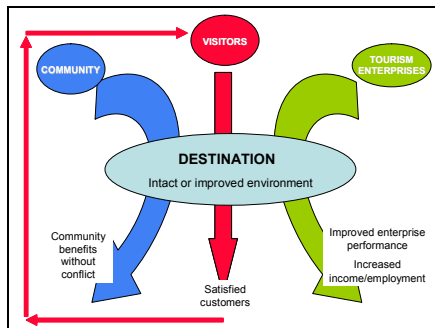 VISITORS
COMMUNITY
TOURISM
ENTERPRISES
DESTINATION
Intact or improved environment
Community
benefits
without
conflict
Satisfied
customers
Improved enterprise
performance
Increased
income/employment